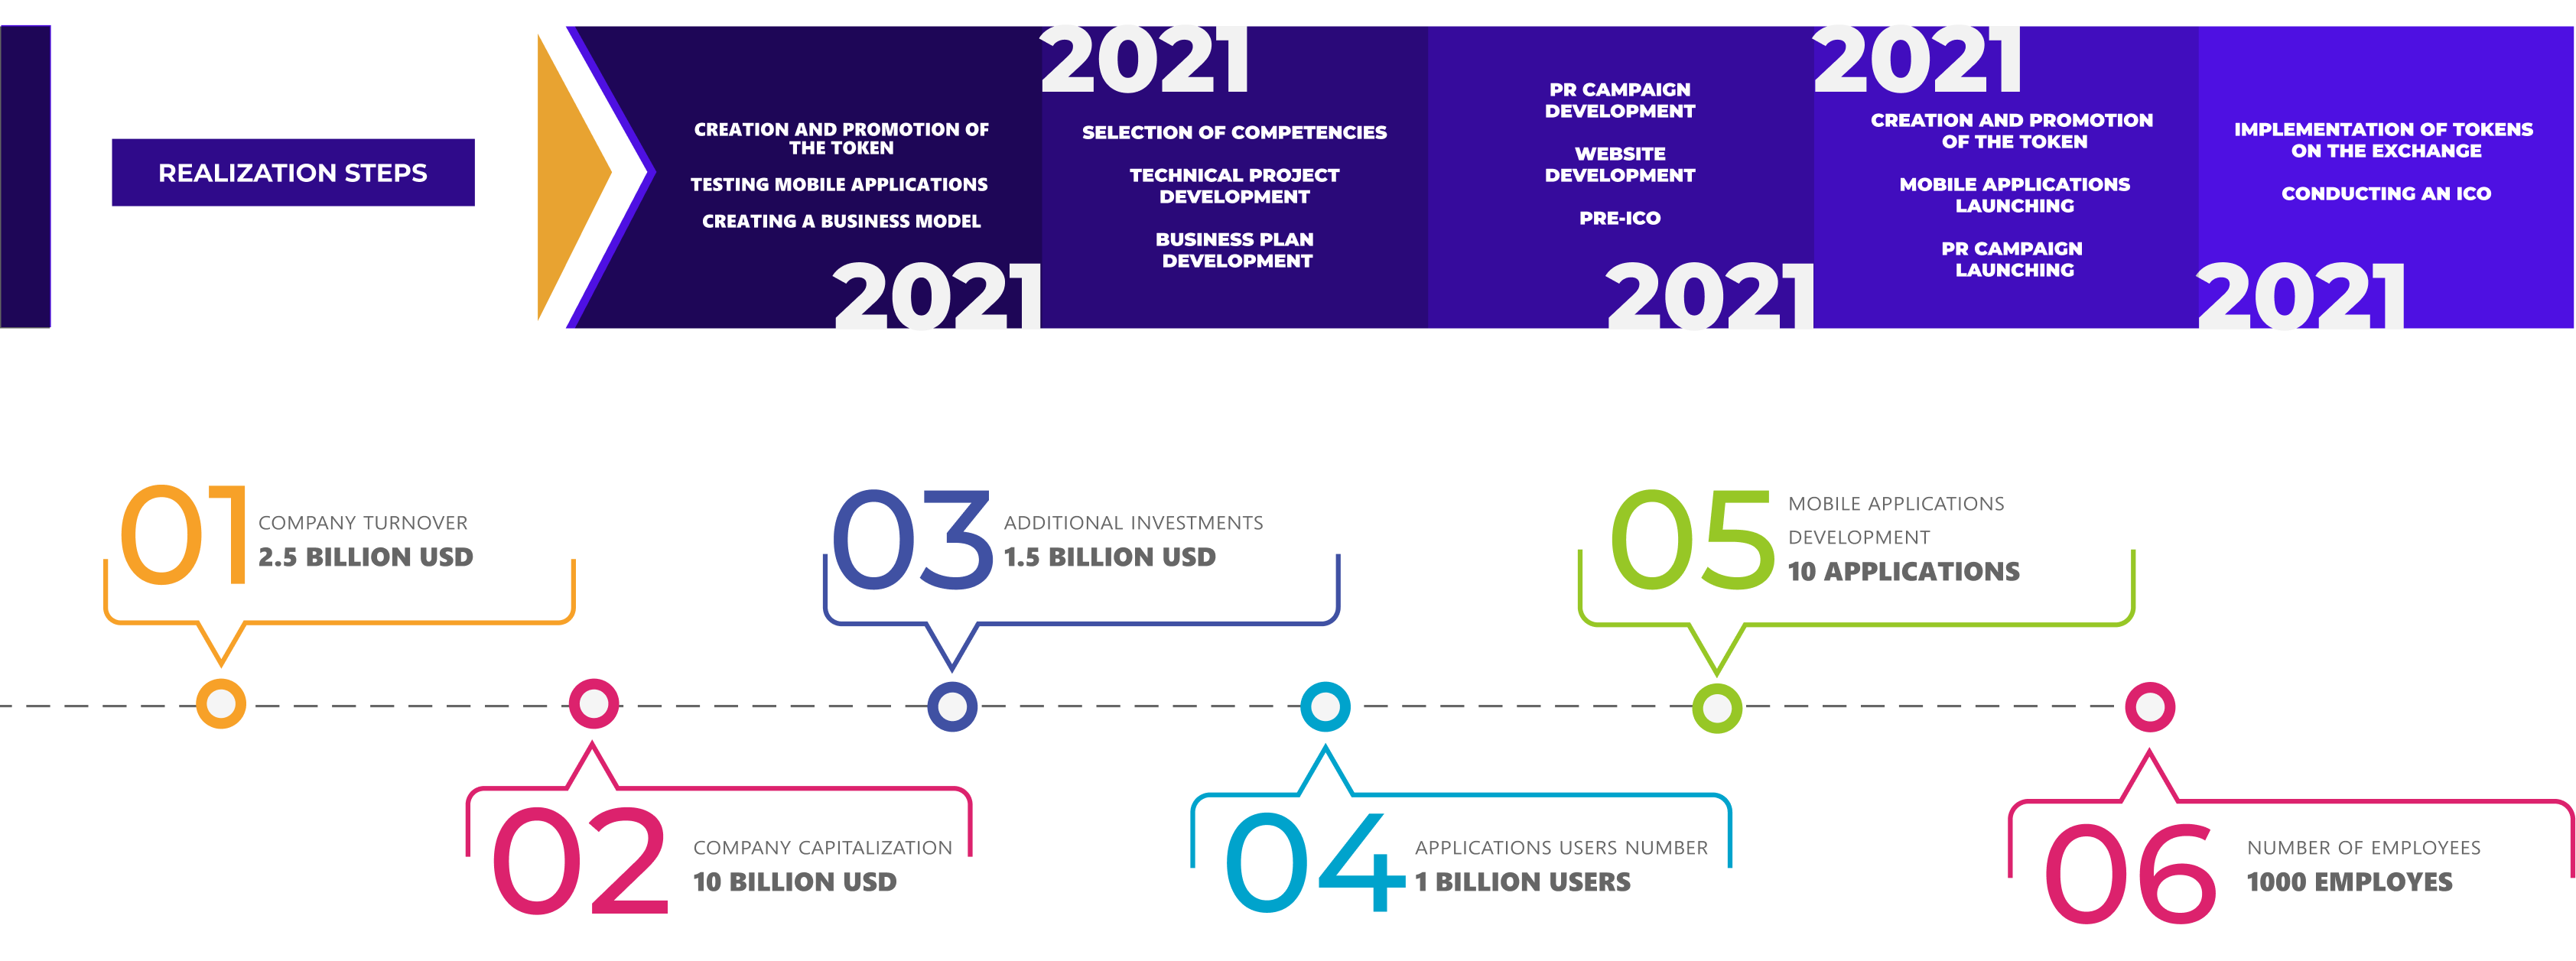 REALIZATION STEPS
CREATION AND PROMOTION OF
THE TOKEN
TESTING MOBILE APPLICATIONS
CREATING A BUSINESS MODEL
2021
2021
SELECTION OF COMPETENCIES
TECHNICAL PROJECT
DEVELOPMENT
BUSINESS PLAN
DEVELOPMENT
PR CAMPAIGN
DEVELOPMENT
WEBSITE
DEVELOPMENT
PRE-ICO
2021
2021
CREATION AND PROMOTION
OF THE TOKEN
MOBILE APPLICATIONS
LAUNCHING
PR CAMPAIGN
LAUNCHING
IMPLEMENTATION OF TOKENS
ON THE EXCHANGE
CONDUCTING AN ICO
2021
01
COMPANY TURNOVER
2.5 BILLION USD
02
COMPANY CAPITALIZATION
10 BILLION USD
03
ADDITIONAL INVESTMENTS
1.5 BILLION USD
04
APPLICATIONS USERS NUMBER
1 BILLION USERS
05
MOBILE APPLICATIONS
DEVELOPMENT
10 APPLICATIONS
06
NUMBER OF EMPLOYEES
1000 EMPLOYES